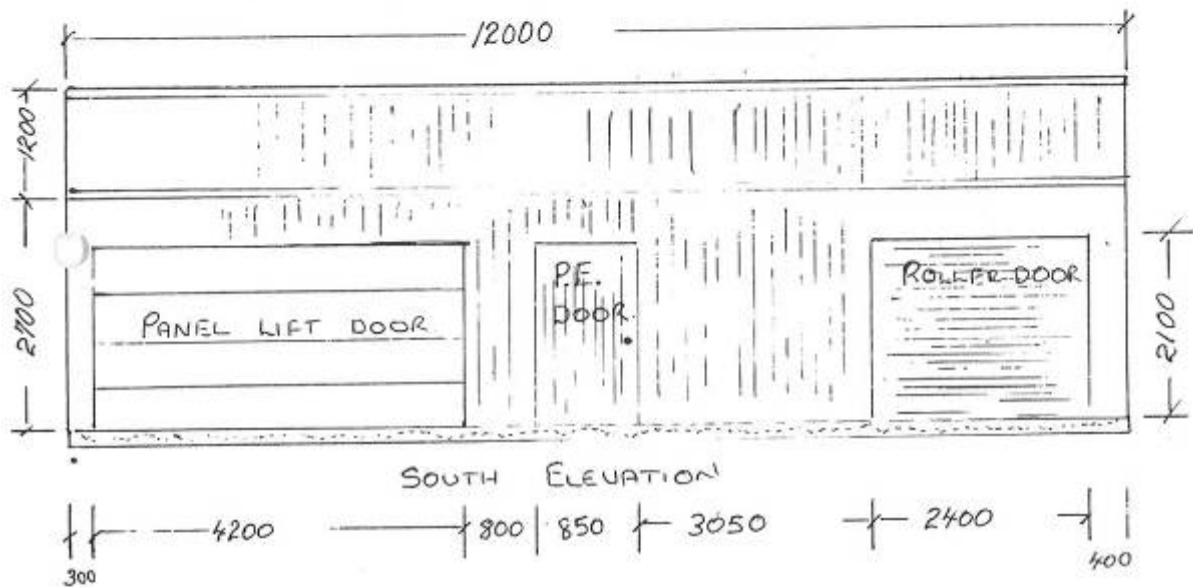 12000
1200
2700
PANEL LIFT DOOR
P.E.
DOOR.
ROLLER DOOR
2100
SOUTH ELEVATION
4200
800
850
3050
2400
300
400